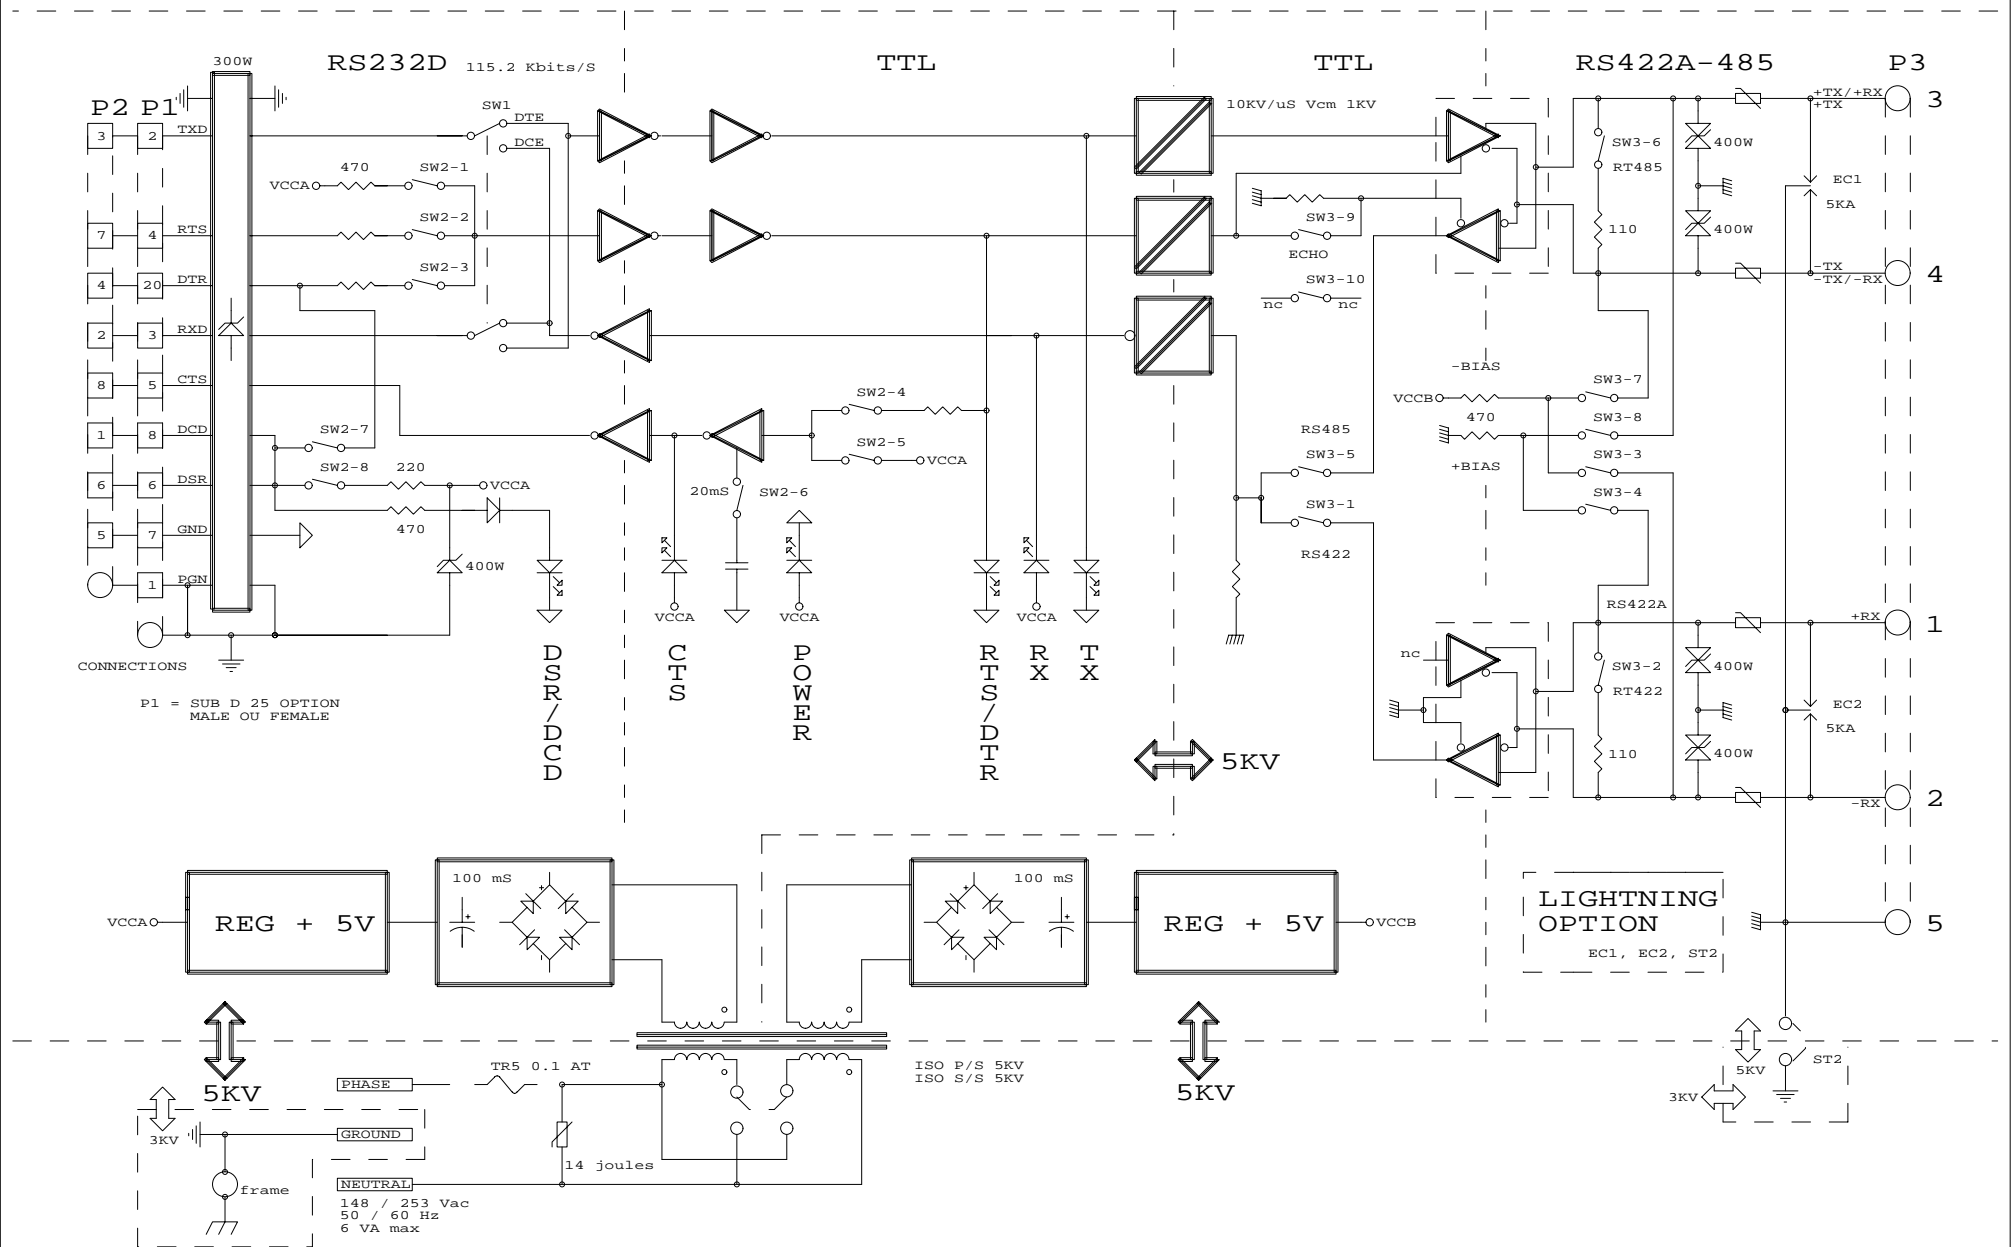 300W
RS232D
115.2 Kbits/S
TTL
TTL
RS422A-485
P3
P2
P1
SW1
DTE
DCE
10KV/uS Vcm 1KV
+TX/+RX
+TX
3
3
2
TXD
470
SW2-1
VCCA
SW3-6
RT485
400W
EC1
5KA
SW2-2
SW3-9
7
4
RTS
ECHO
110
400W
SW2-3
SW3-10
nc
nc
-TX
-TX/-RX
4
4
20
DTR
2
3
RXD
-BIAS
8
5
CTS
SW2-4
VCCB
SW3-7
470
SW3-8
1
8
DCD
SW2-7
SW2-5
VCCA
RS485
SW3-5
+BIAS
SW3-3
SW2-8
220
6
6
DSR
VCCA
20mS
SW2-6
SW3-4
SW3-1
470
5
7
GND
RS422
400W
1
PGN
VCCA
VCCA
VCCA
RS422A
+RX
1
CONNECTIONS
DSR/DCD
CTS
POWER
RTS/DTR
RX
TX
nc
SW3-2
RT422
400W
P1 = SUB D 25 OPTION
MALE OU FEMALE
EC2
5KA
5KV
110
400W
-RX
2
100 mS
+
+
-
100 mS
+
+
-
VCCA
REG + 5V
REG + 5V
VCCB
LIGHTNING
OPTION
EC1, EC2, ST2
5
5KV
5KV
TR5 0.1 AT
ISO P/S 5KV
ISO S/S 5KV
5KV
ST2
3KV
PHASE
3KV
GROUND
14 joules
frame
NEUTRAL
148 / 253 Vac
50 / 60 Hz
6 VA max